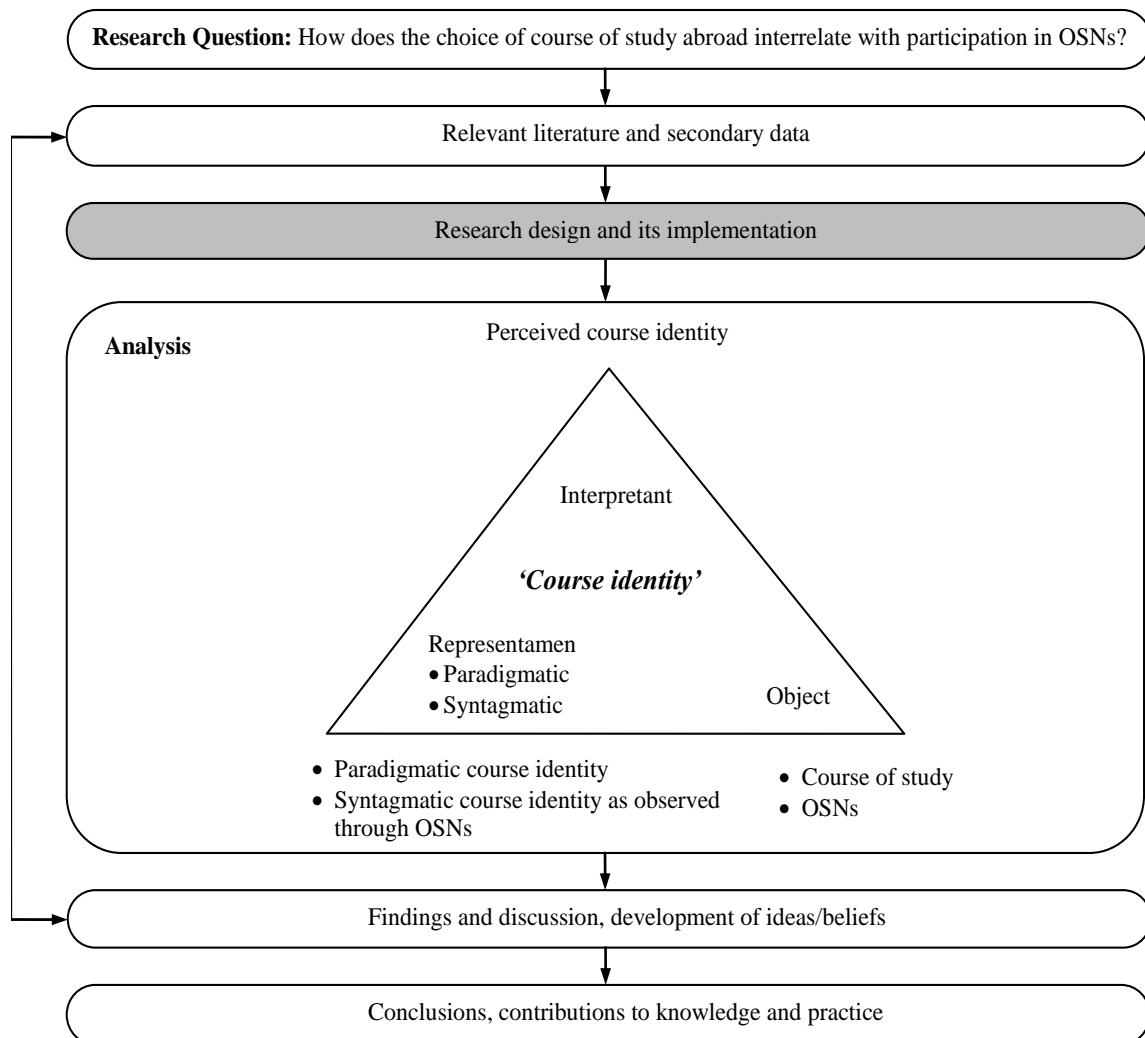 Research Question: How does the choice of course of study abroad interrelate with participation in OSNs?
Relevant literature and secondary data
Research design and its implementation
Analysis
Perceived course identity
Interpretant
‘Course identity’
Representamen
• Paradigmatic
• Syntagmatic
Object
• Paradigmatic course identity
• Syntagmatic course identity as observed
through OSNs
• Course of study
• OSNs
Findings and discussion, development of ideas/beliefs
Conclusions, contributions to knowledge and practice